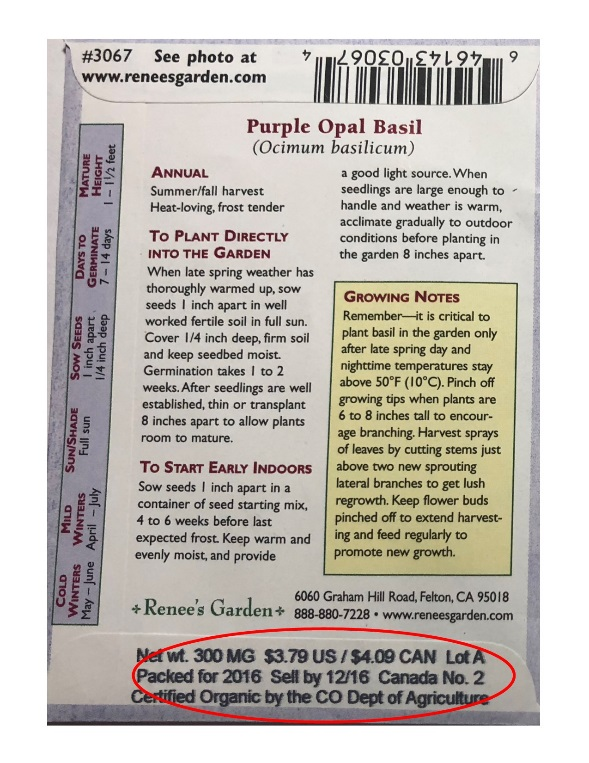 #3067 See photo at
www.reneesgarden.com
6 46143 03067 4
Purple Opal Basil
(Ocimum basilicum)
ANNUAL
Summer/fall harvest
Heat-loving, frost tender
TO PLANT DIRECTLY
INTO THE GARDEN
When late spring weather has
thoroughly warmed up, sow
seeds 1 inch apart in well
worked fertile soil in full sun.
Cover 1/4 inch deep, firm soil
and keep seedbed moist.
Germination takes 1 to 2
weeks. After seedlings are well
established, thin or transplant
8 inches apart to allow plants
room to mature.
TO START EARLY INDOORS
Sow seeds 1 inch apart in a
container of seed starting mix,
4 to 6 weeks before last
expected frost. Keep warm and
evenly moist, and provide
a good light source. When
seedlings are large enough to
handle and weather is warm,
acclimate gradually to outdoor
conditions before planting in
the garden 8 inches apart.
GROWING NOTES
Remember—it is critical to
plant basil in the garden only
after late spring day and
nighttime temperatures stay
above 50°F (10°C). Pinch off
growing tips when plants are
6 to 8 inches tall to encour-
age branching. Harvest sprays
of leaves by cutting stems just
above two new sprouting
lateral branches to get lush
regrowth. Keep flower buds
pinched off to extend harvest-
ing and feed regularly to
promote new growth.
COLD
WINTERS
May – June
MILD
WINTERS
April – July
SUN/SHADE
Full sun
SOW SEEDS
1 inch apart
1/4 inch deep
DAYS TO
GERMINATE
7 – 14 days
MATURE
HEIGHT
1 – 1 1/2 feet
Renee's Garden
6060 Graham Hill Road, Felton, CA 95018
888-880-7228 • www.reneesgarden.com
Net wt. 300 MG $3.79 US / $4.09 CAN Lot A
Packed for 2016 Sell by 12/16 Canada No. 2
Certified Organic by the CO Dept of Agriculture